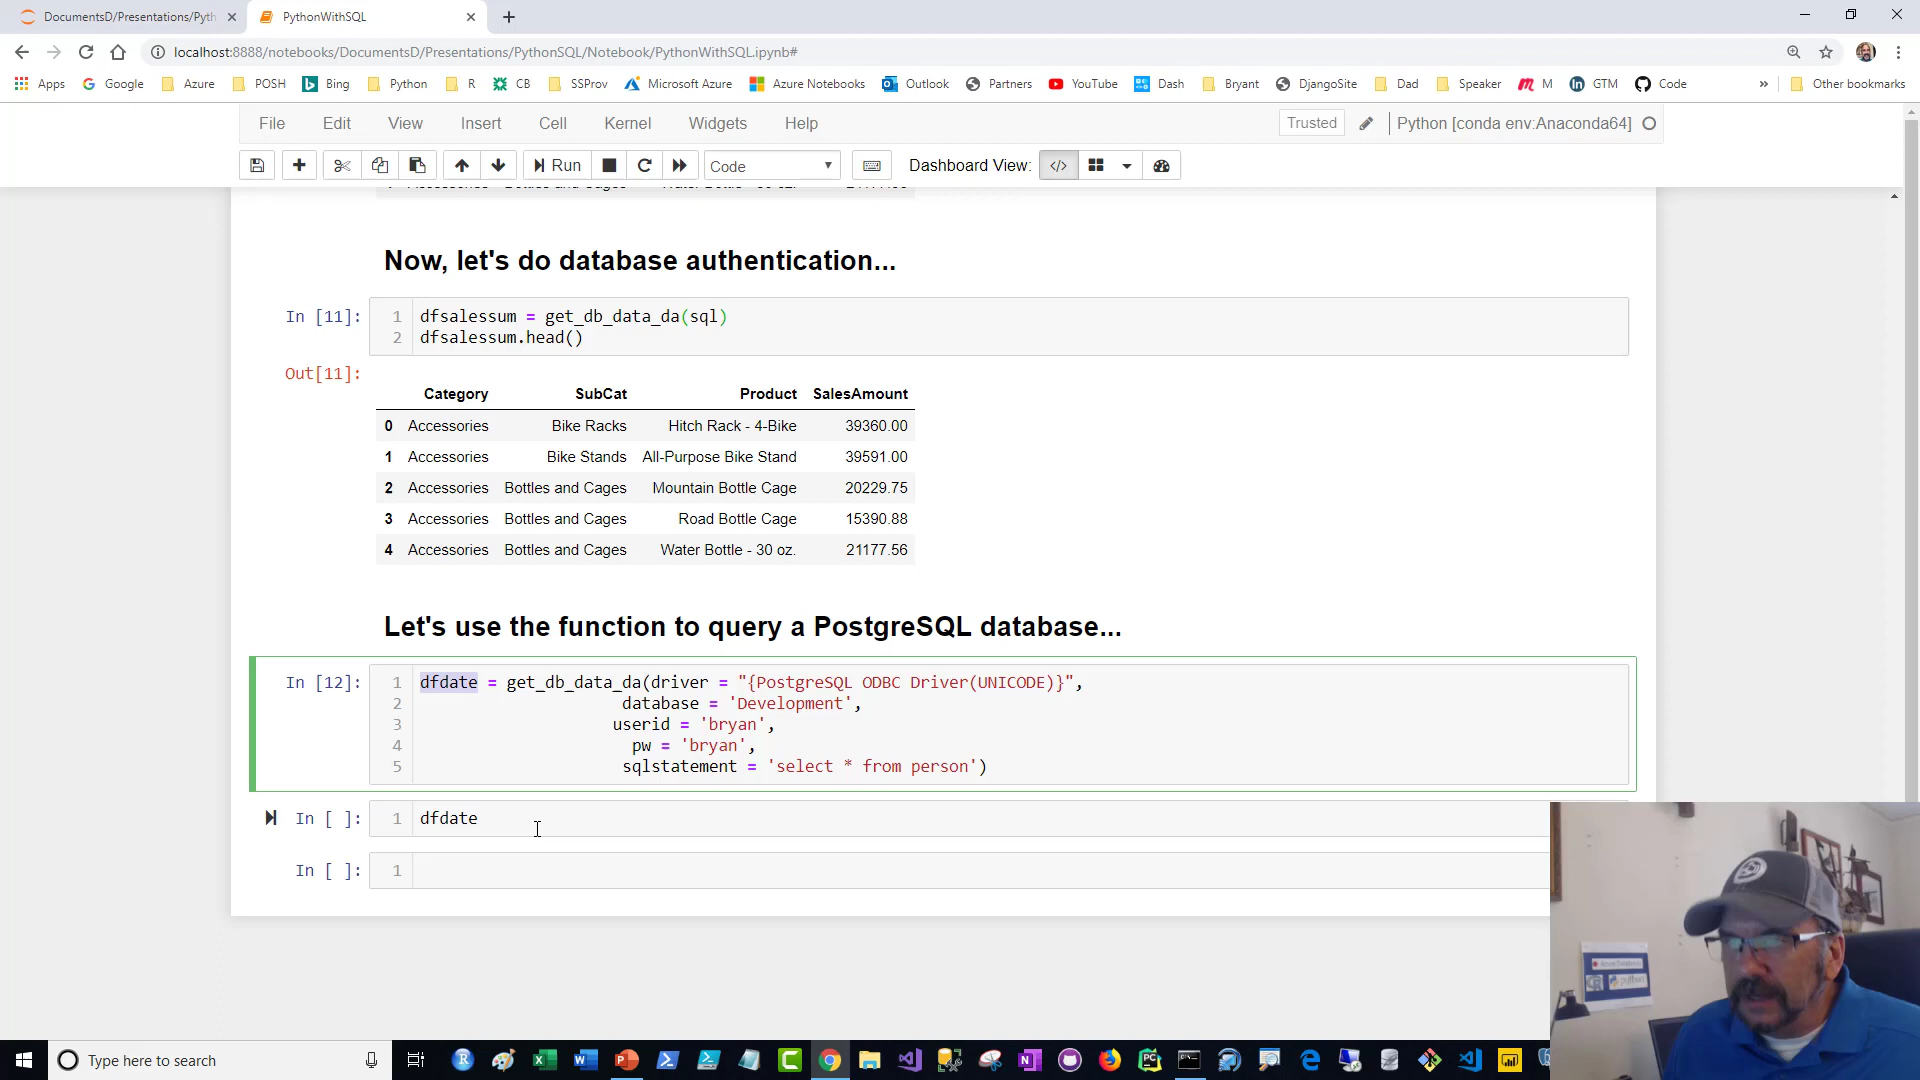 DocumentsD/Presentations/Pyth
PythonWithSQL
localhost:8888/notebooks/DocumentsD/Presentations/PythonSQL/Notebook/PythonWithSQL.ipynb#
Apps Google Azure POSH Bing Python R CB SSProv Microsoft Azure Azure Notebooks Outlook Partners YouTube Dash Bryant DjangoSite Dad Speaker M GTM Code » Other bookmarks
File Edit View Insert Cell Kernel Widgets Help Trusted Python [conda env:Anaconda64]
Run Code Dashboard View:
Now, let's do database authentication...
In [11]: 1 dfsalessum = get_db_data_da(sql)
2 dfsalessum.head()
Out[11]:
Category SubCat Product SalesAmount
0 Accessories Bike Racks Hitch Rack - 4-Bike 39360.00
1 Accessories Bike Stands All-Purpose Bike Stand 39591.00
2 Accessories Bottles and Cages Mountain Bottle Cage 20229.75
3 Accessories Bottles and Cages Road Bottle Cage 15390.88
4 Accessories Bottles and Cages Water Bottle - 30 oz. 21177.56
Let's use the function to query a PostgreSQL database...
In [12]: 1 dfdate = get_db_data_da(driver = "{PostgreSQL ODBC Driver(UNICODE)}",
2 database = 'Development',
3 userid = 'bryan',
4 pw = 'bryan',
5 sqlstatement = 'select * from person')
In [ ]: 1 dfdate
In [ ]: 1
Type here to search